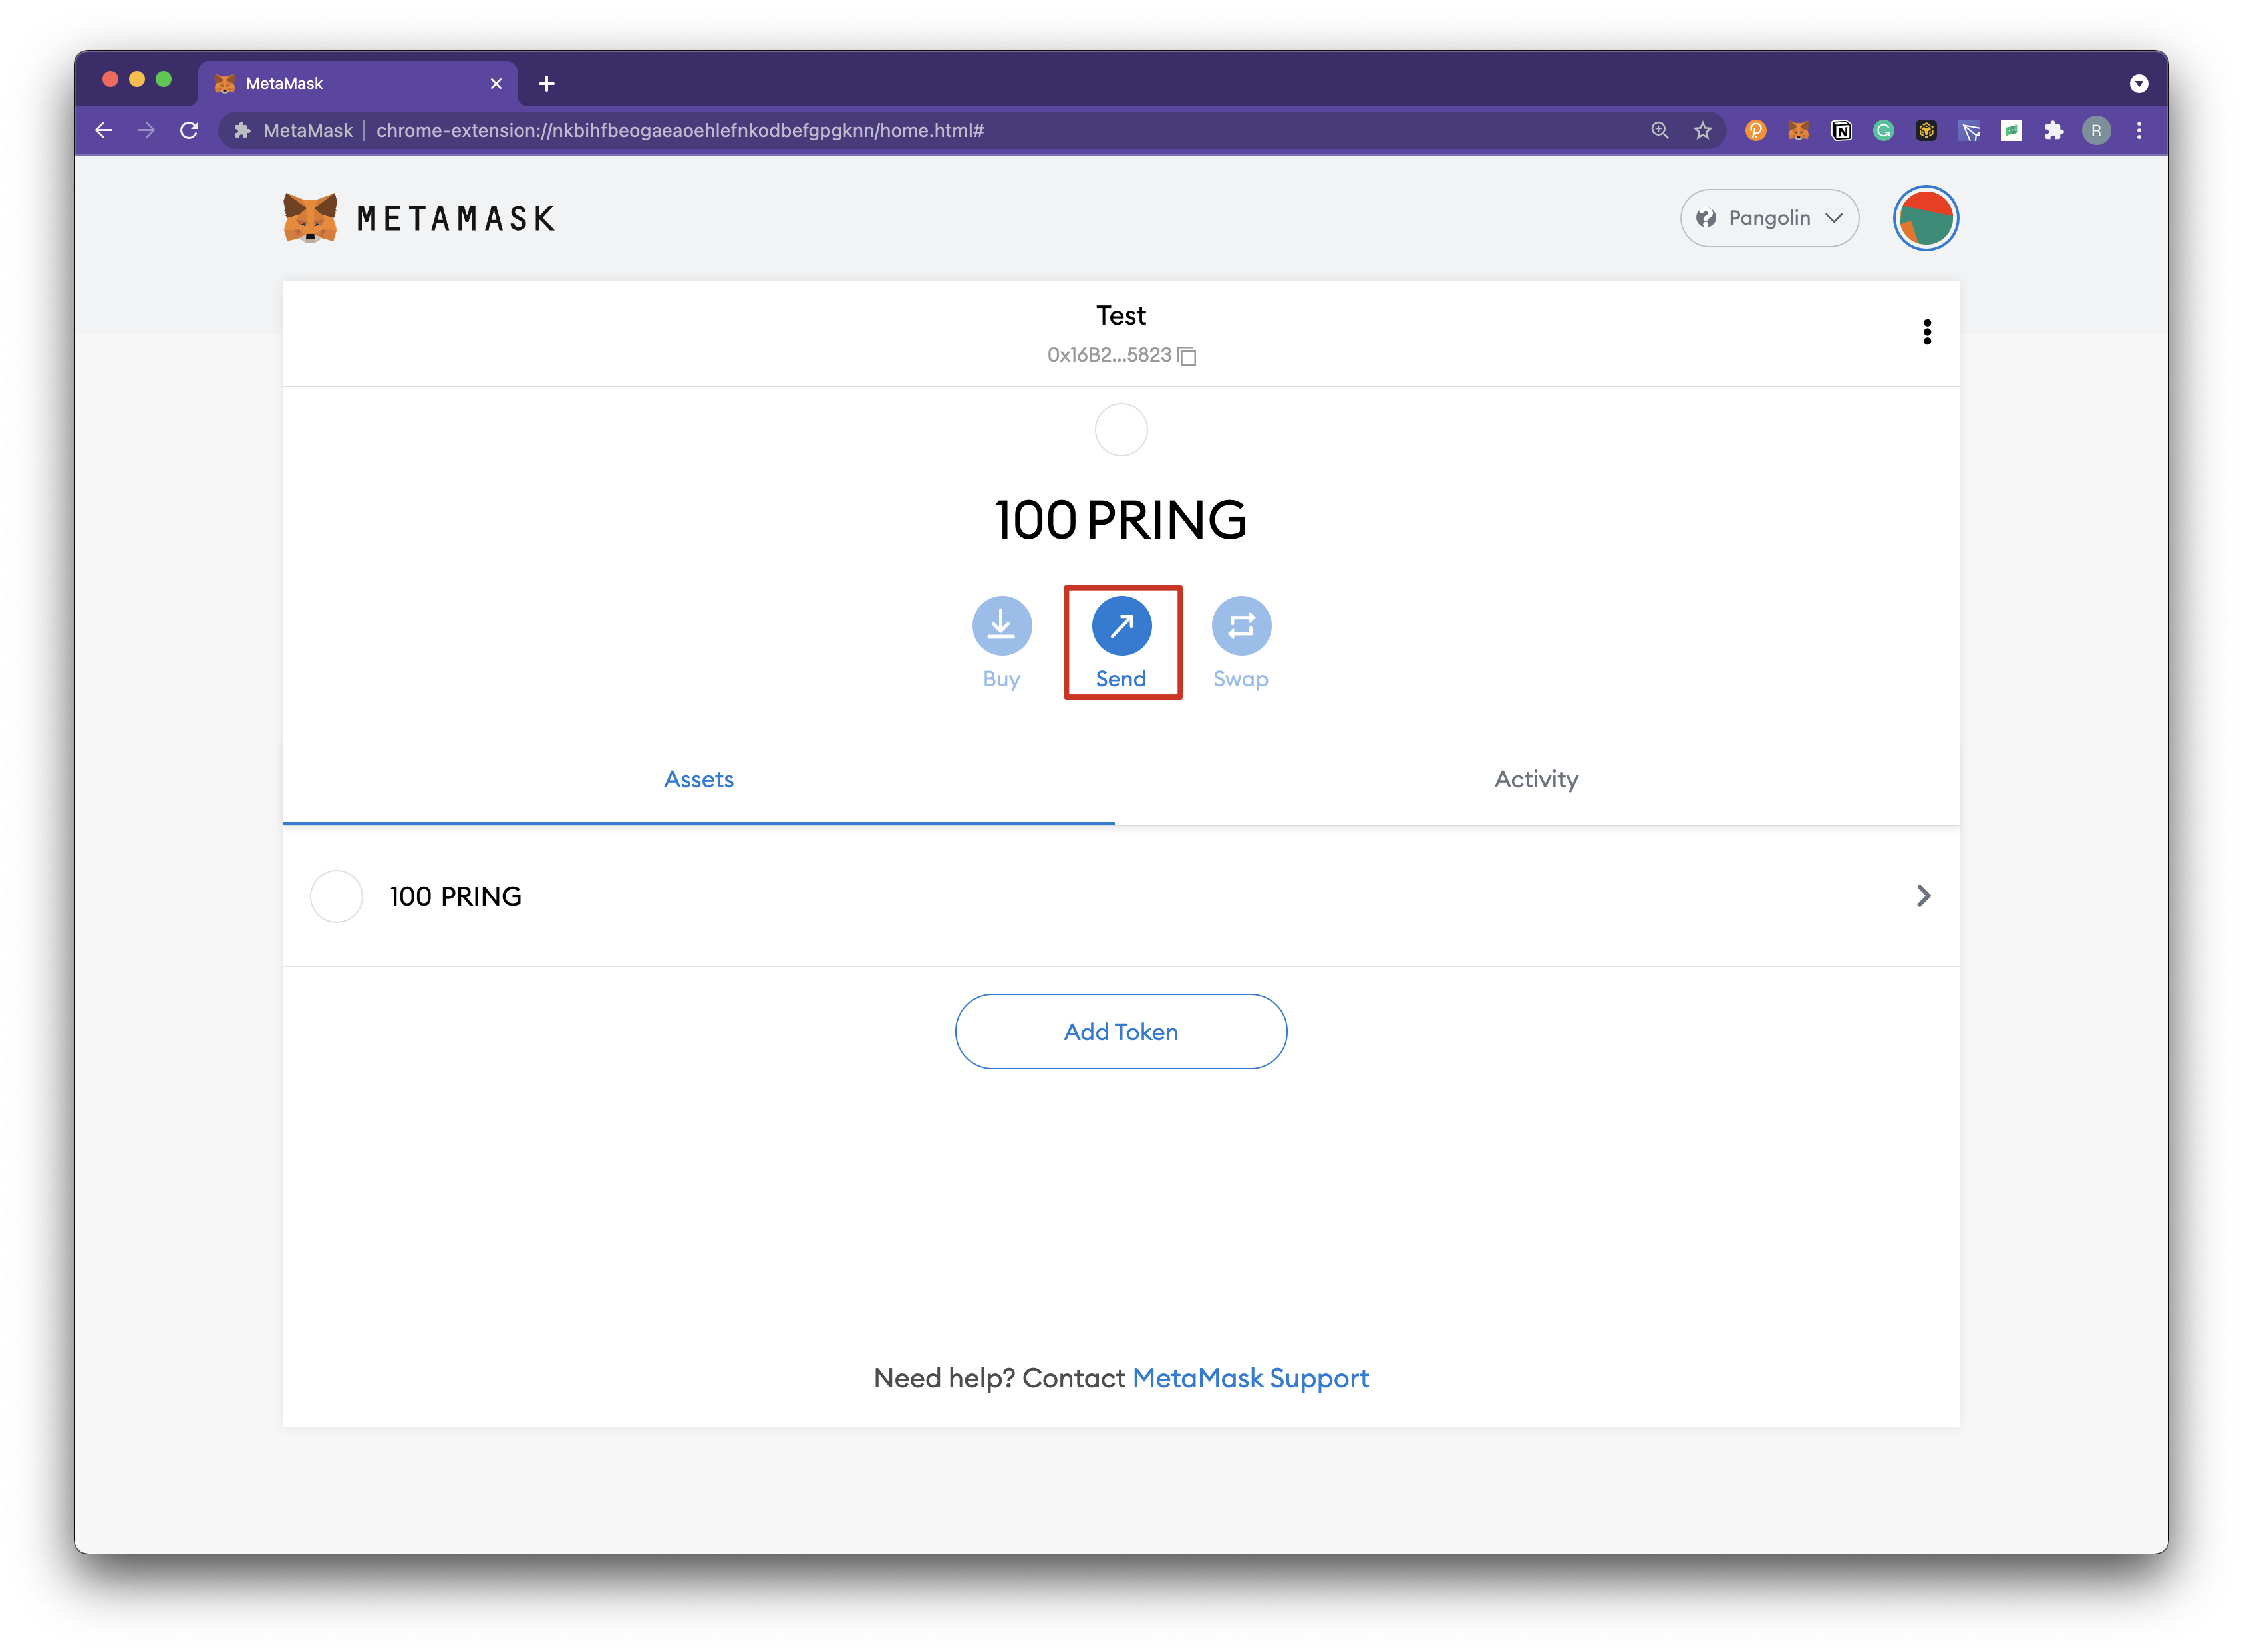 MetaMask
MetaMask chrome-extension://nkbihfbeogaeaoehlefnkodbefgpgknn/home.html#
R
METAMASK
Pangolin
Test
0x16B2...5823
100 PRING
Buy
Send
Swap
Assets
Activity
100 PRING
Add Token
Need help? Contact MetaMask Support